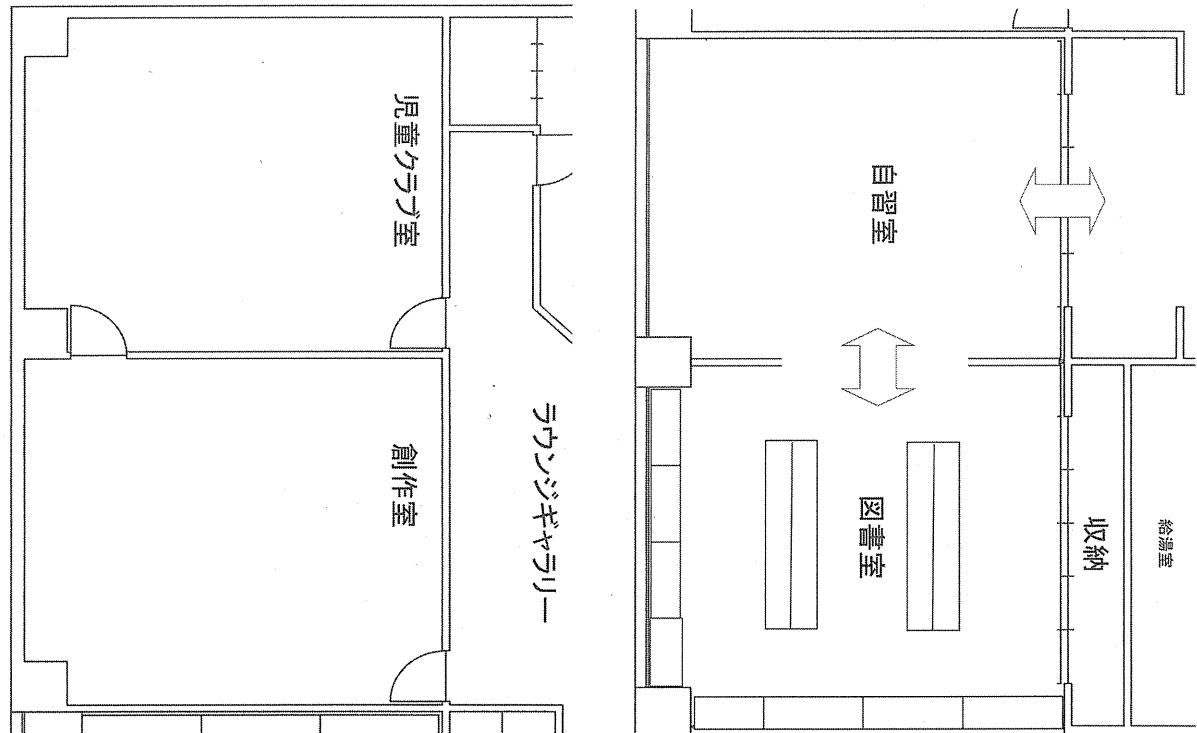 児童クラブ室
創作室
ラウンジギャラリー
自習室
図書室
収納
給湯室